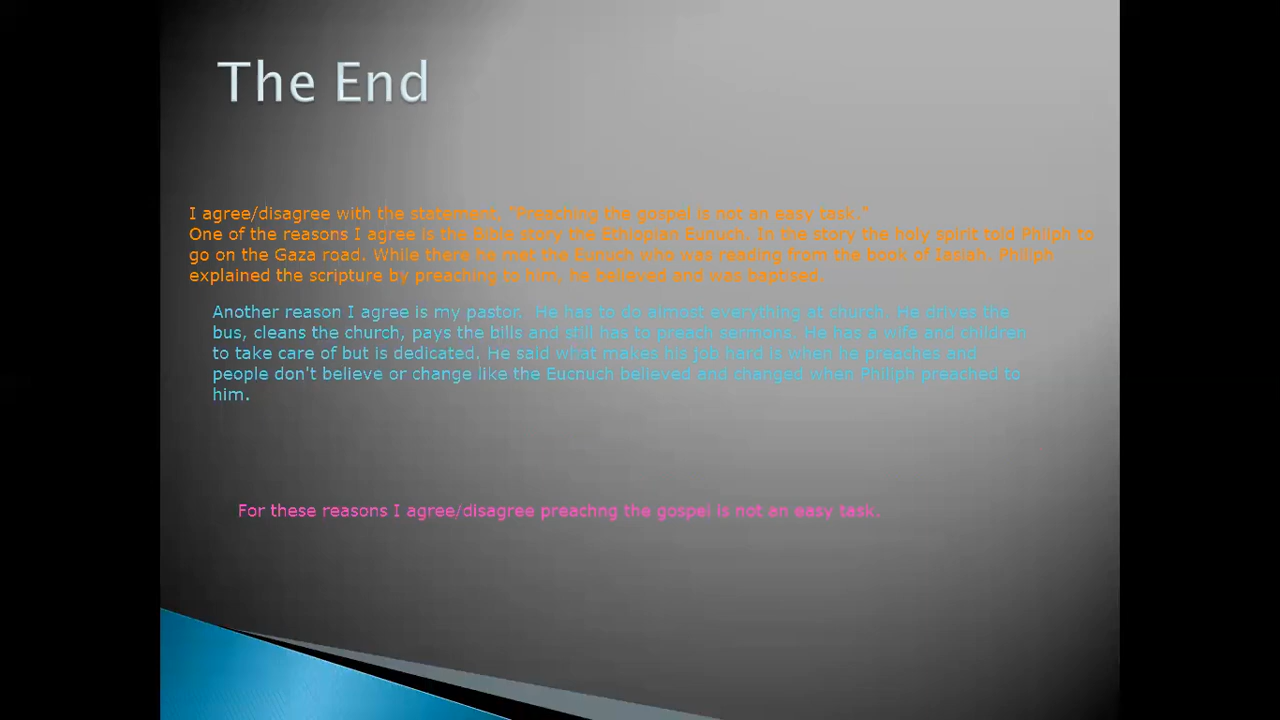 The End
I agree/disagree with the statement, "Preaching the gospel is not an easy task."
One of the reasons I agree is the Bible story the Ethiopian Eunuch. In the story the holy spirit told Philiph to
go on the Gaza road. While there he met the Eunuch who was reading from the book of Iasiah. Philiph
explained the scripture by preaching to him, he believed and was baptised.
Another reason I agree is my pastor. He has to do almost everything at church. He drives the
bus, cleans the church, pays the bills and still has to preach sermons. He has a wife and children
to take care of but is dedicated. He said what makes his job hard is when he preaches and
people don't believe or change like the Eucnuch believed and changed when Philiph preached to
him.
For these reasons I agree/disagree preachng the gospel is not an easy task.